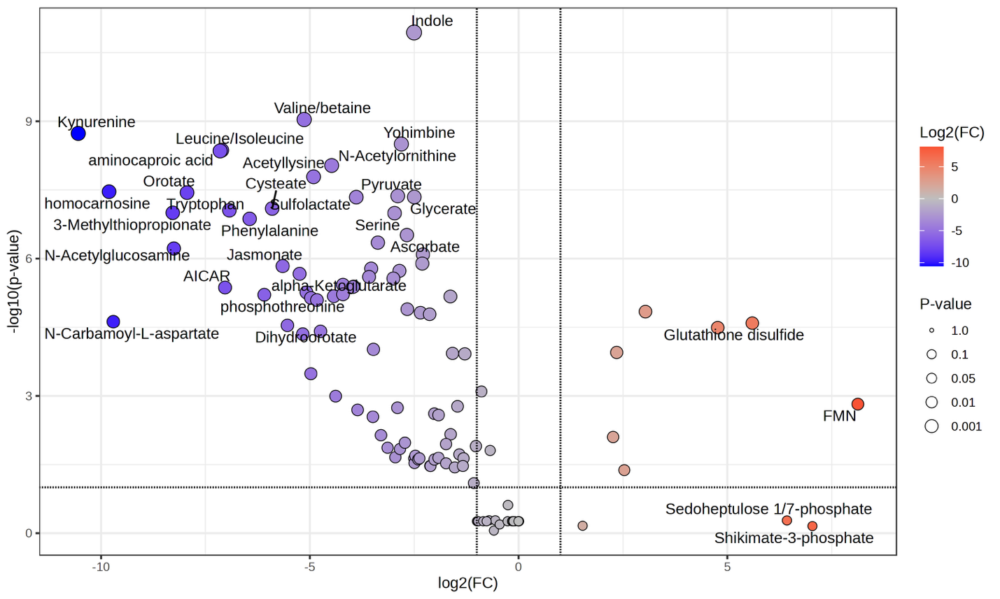 Indole
Valine/betaine
Kynurenine
Yohimbine
Leucine/Isoleucine
N-Acetylornithine
aminocaproic acid
Acetyllysine
Orotate
Cysteate
Pyruvate
homocarnosine
Tryptophan
Sulfolactate
Glycerate
3-Methylthiopropionate
Phenylalanine
Serine
N-Acetylglucosamine
Jasmonate
Ascorbate
AICAR
alpha-Ketoglutarate
phosphothreonine
N-Carbamoyl-L-aspartate
Dihydroorotate
Glutathione disulfide
FMN
Sedoheptulose 1/7-phosphate
Shikimate-3-phosphate
9
6
3
0
-log10(p-value)
-10
-5
0
5
log2(FC)
Log2(FC)
5
0
-5
-10
P-value
1.0
0.1
0.05
0.01
0.001